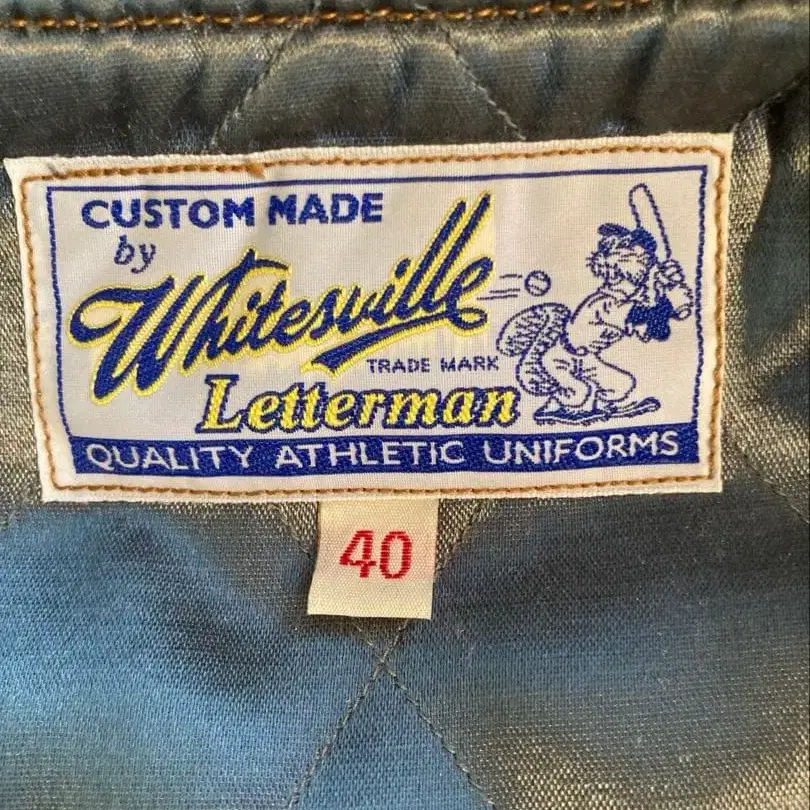 CUSTOM MADE
by
Whitesville
TRADE MARK
Letterman
QUALITY ATHLETIC UNIFORMS
40